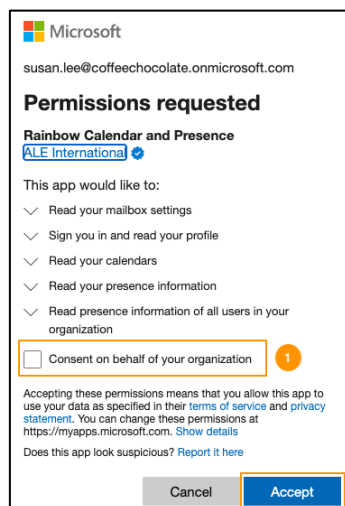 Microsoft
susan.lee@coffeechocolate.onmicrosoft.com
Permissions requested
Rainbow Calendar and Presence
ALE International
This app would like to:
Read your mailbox settings
Sign you in and read your profile
Read your calendars
Read your presence information
Read presence information of all users in your
organization
Consent on behalf of your organization 1
Accepting these permissions means that you allow this app to
use your data as specified in their terms of service and privacy
statement. You can change these permissions at
https://myapps.microsoft.com. Show details
Does this app look suspicious? Report it here
Cancel Accept